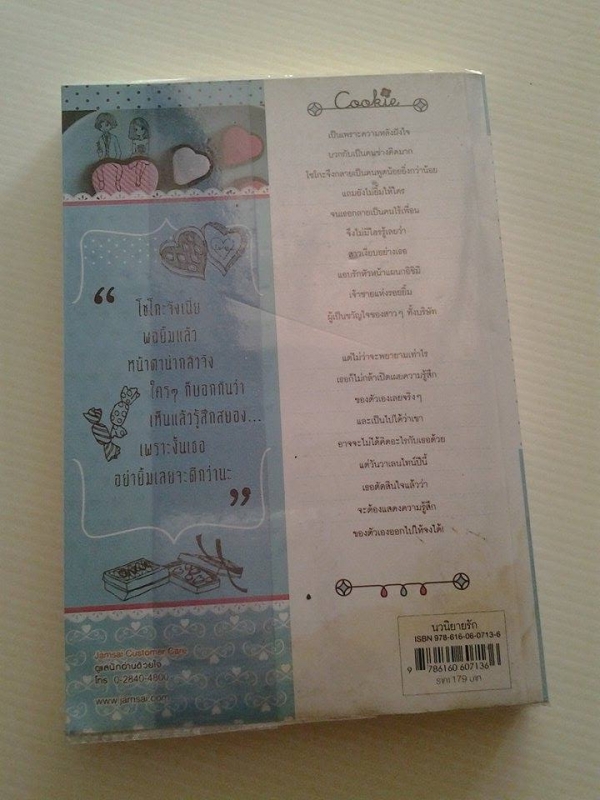 Cookie
เป็นเพราะความหลังฝังใจ
บวกกับเป็นคนช่างคิดมาก
โชโกะจึงกลายเป็นคนพูดน้อยยิ่งกว่าน้อย
แถมยังไม่ยิ้มให้ใคร
จนเลยกลายเป็นคนไร้เพื่อน
จึงไม่มีใครรู้เลยว่า
สาวเงียบอย่างเธอ
แอบรักหัวหน้าแผนกอิชิมิ
เจ้าชายแห่งรอยยิ้ม
ผู้เป็นขวัญใจของสาวๆ ทั้งบริษัท
แต่ไม่ว่าจะพยายามเท่าไร
เธอก็ไม่กล้าเปิดเผยความรู้สึก
ของตัวเองเลยจริงๆ
และเป็นไปได้ว่าเขา
อาจจะไม่ได้คิดอะไรกับเธอด้วย
แต่วันวาเลนไทน์ปีนี้
เธอตัดสินใจแล้วว่า
จะต้องแสดงความรู้สึก
ของตัวเองออกไปให้จงได้!
“
โชโกะจังเนี่ย
พอยิ้มแล้ว
หน้าตาน่ากลัวจัง
ใครๆ ก็บอกกันว่า
เห็นแล้วรู้สึกสยอง...
เพราะงั้นเธอ
อย่ายิ้มเลยจะดีกว่านะ
”
Jamsai Customer Care
ดูแลนักอ่านด้วยใจ
โทร. 0-2840-4800
www.jamsai.com
นวนิยายรัก
ISBN 978-616-06-0713-6
9 786160 607136
ราคา 179 บาท